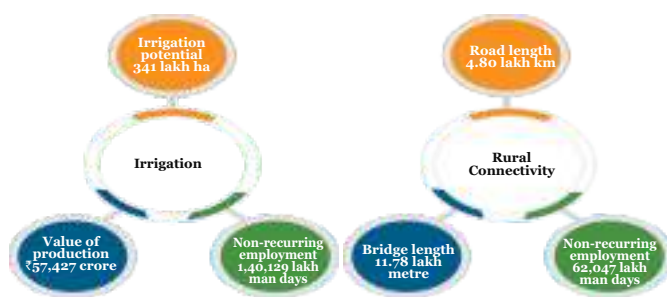 Irrigation
potential
341 lakh ha
Irrigation
Value of
production
₹57,427 crore
Non-recurring
employment
1,40,129 lakh
man days
Road length
4.80 lakh km
Rural
Connectivity
Bridge length
11.78 lakh
metre
Non-recurring
employment
62,047 lakh
man days